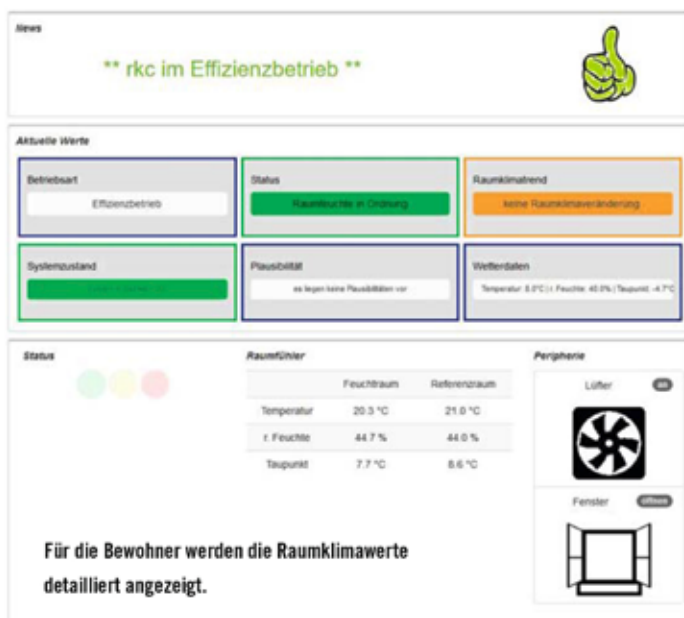 News
** rkc im Effizienzbetrieb **
Aktuelle Werte
Betriebsart
Effizienzbetrieb
Status
Raumfeuchte in Ordnung
Raumklimatrend
keine Raumklimaveränderung
Systemzustand
Plausibilität
es liegen keine Plausibilitäten vor
Wetterdaten
Temperatur: 8.0°C | r. Feuchte: 40.0% | Taupunkt: -4.7°C
Status
Raumfühler
Feuchtraum Referenzraum
Temperatur 20.3 °C 21.0 °C
r. Feuchte 44.7 % 44.0 %
Taupunkt 7.7 °C 8.6 °C
Peripherie
Lüfter
Fenster öffnen
Für die Bewohner werden die Raumklimawerte
detailliert angezeigt.